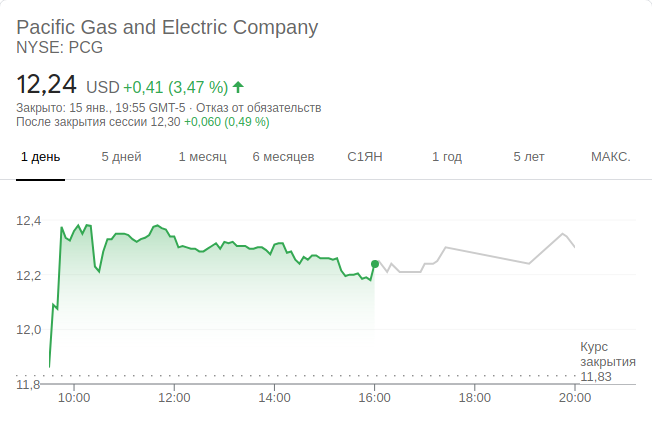 Pacific Gas and Electric Company
NYSE: PCG
12,24 USD +0,41 (3,47 %)
Закрыто: 15 янв., 19:55 GMT-5 · Отказ от обязательств
После закрытия сессии 12,30 +0,060 (0,49 %)
1 день 5 дней 1 месяц 6 месяцев С1ЯН 1 год 5 лет МАКС.
12,4
12,2
12,0
Курс
закрытия
11,83
11,8
10:00 12:00 14:00 16:00 18:00 20:00